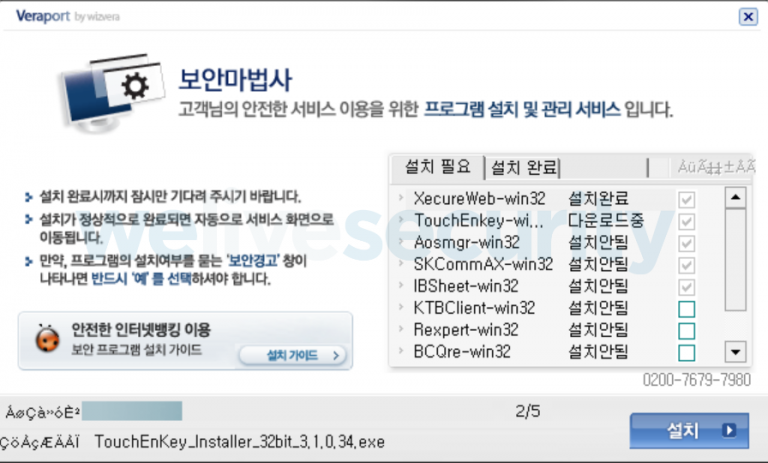 Veraport by wizvera
보안마법사
고객님의 안전한 서비스 이용을 위한 프로그램 설치 및 관리 서비스 입니다.
설치 완료시까지 잠시만 기다려 주시기 바랍니다.
설치가 정상적으로 완료되면 자동으로 서비스 화면으로
이동됩니다.
만약, 프로그램의 설치여부를 묻는 '보안경고' 창이
나타나면 반드시 '예' 를 선택하셔야 합니다.
안전한 인터넷뱅킹 이용
보안 프로그램 설치 가이드
설치 가이드
설치 필요 설치 완료
XecureWeb-win32 설치완료
TouchEnkey-wi... 다운로드중
Aosmgr-win32 설치안됨
SKCommAX-win32 설치안됨
IBSheet-win32 설치안됨
KTBClient-win32 설치안됨
Rexpert-win32 설치안됨
BCQre-win32 설치안됨
welivesecurity
0200-7679-7980
ÁøÇà»óÈ² 2/5
ÇöÀçÆÄÀÏ TouchEnKey_Installer_32bit_3,1,0,34,exe
설치